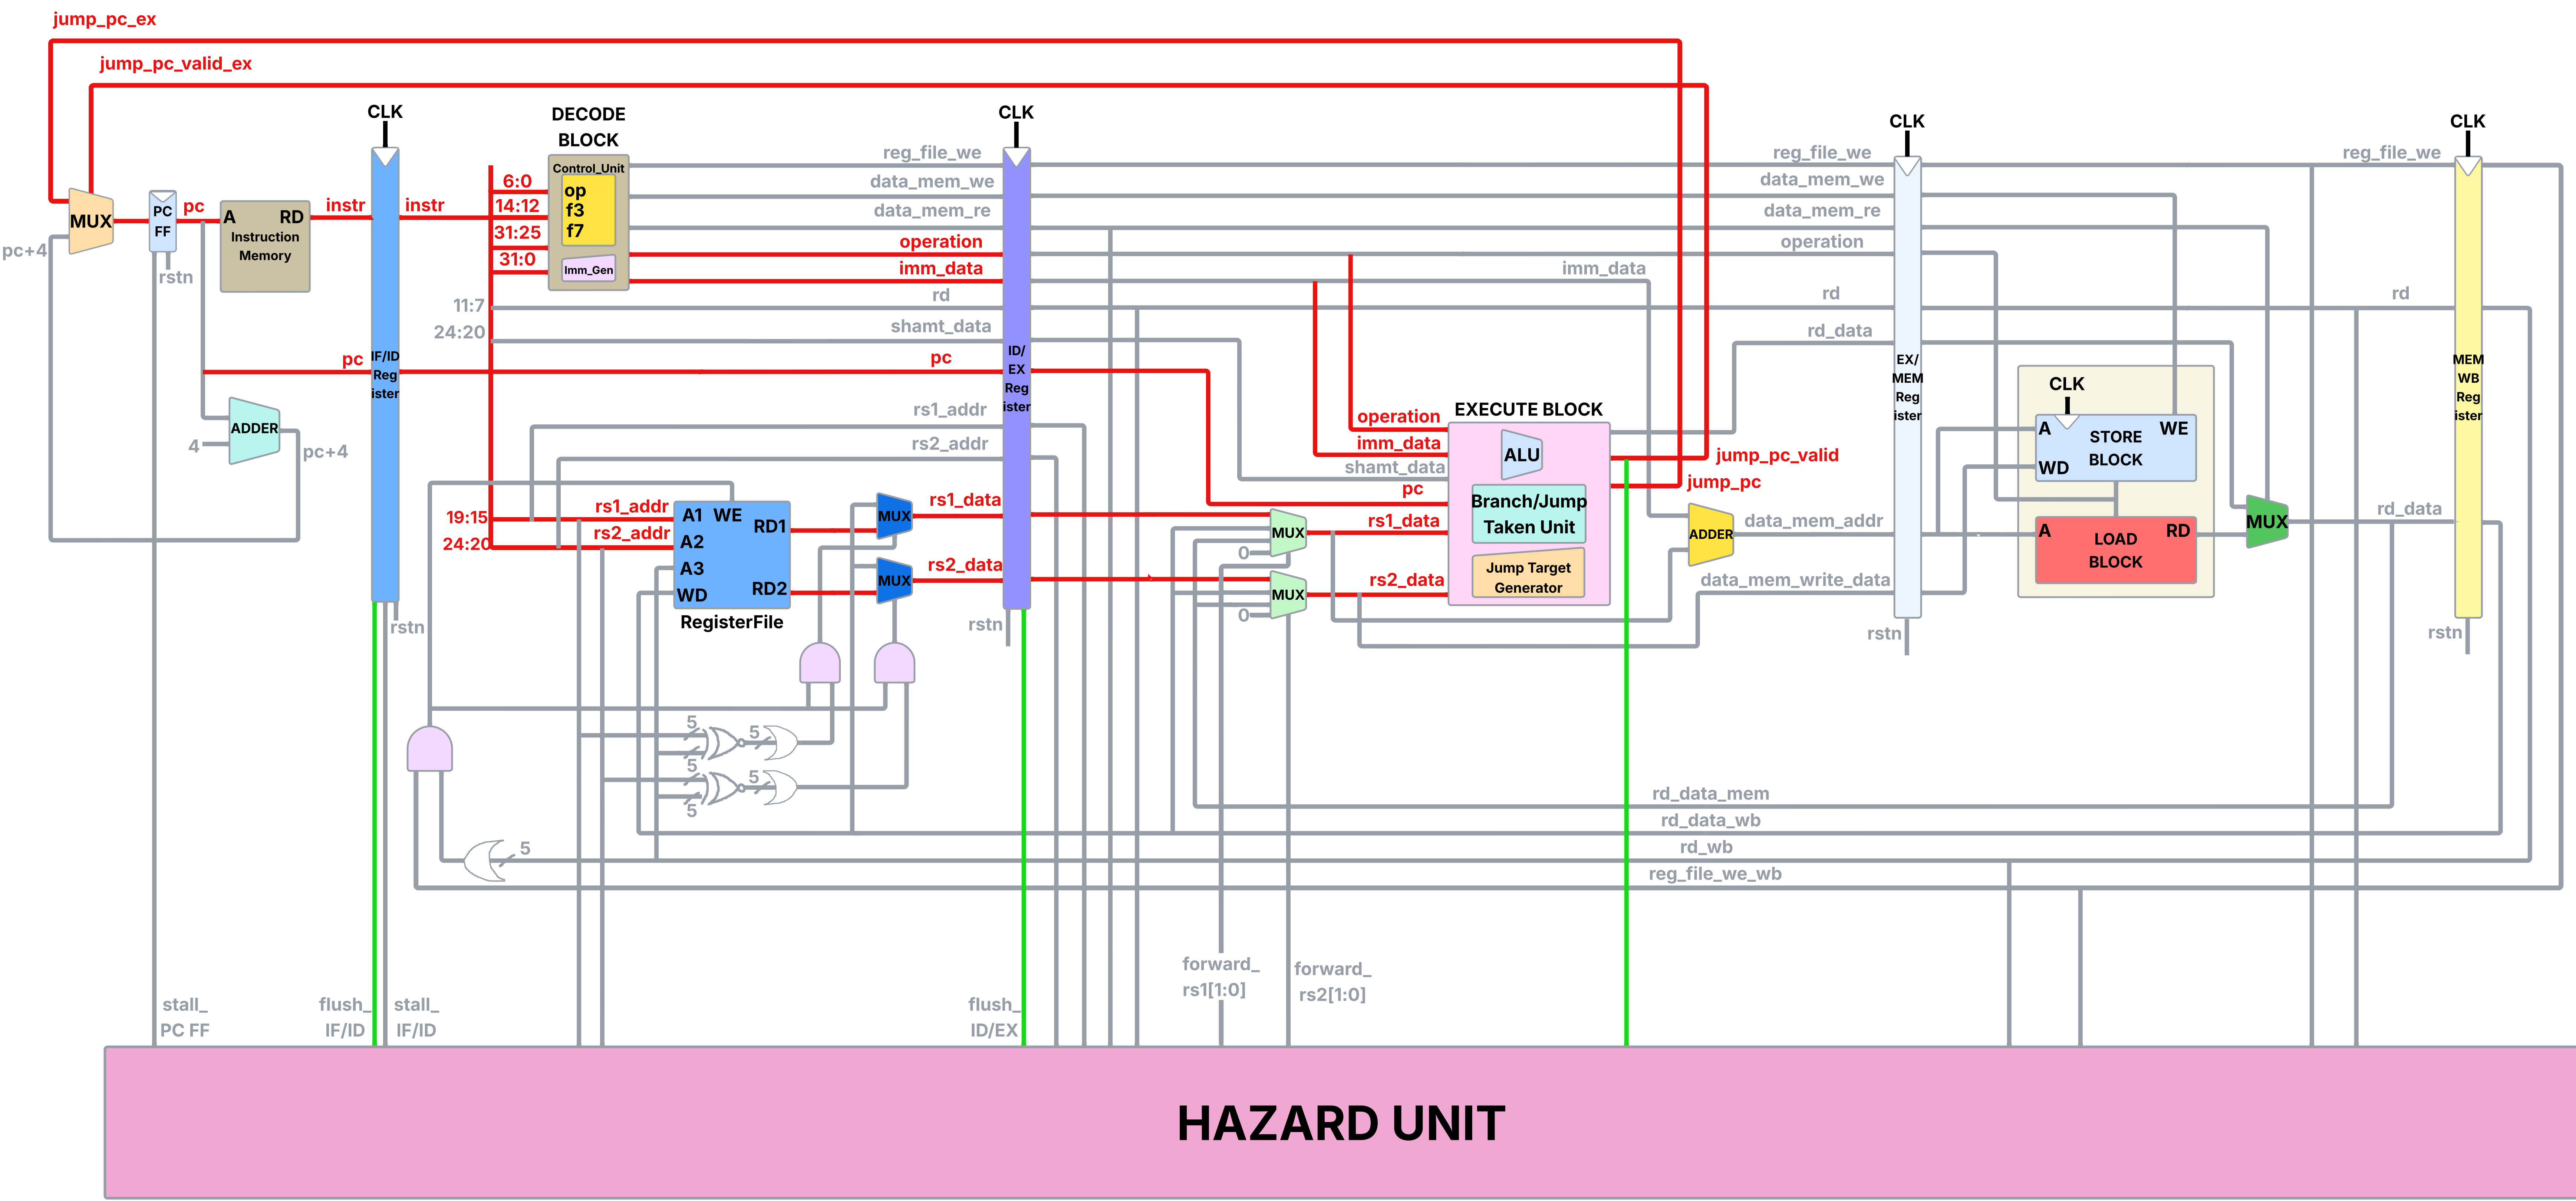 jump_pc_ex
jump_pc_valid_ex
CLK
DECODE
BLOCK
CLK
CLK
CLK
Control_Unit
op
f3
f7
Imm_Gen
6:0
14:12
31:25
31:0
11:7
24:20
reg_file_we
data_mem_we
data_mem_re
operation
imm_data
rd
shamt_data
pc
rs1_addr
rs2_addr
reg_file_we
data_mem_we
data_mem_re
operation
imm_data
rd
rd_data
reg_file_we
rd
MUX
pc+4
PC
FF
rstn
pc
A
RD
Instruction
Memory
instr
instr
pc
IF/ID
Reg
ister
ADDER
4
pc+4
ID/
EX
Reg
ister
EX/
MEM
Reg
ister
MEM
WB
Reg
ister
EXECUTE BLOCK
operation
imm_data
shamt_data
pc
rs1_data
rs2_data
ALU
Branch/Jump
Taken Unit
Jump Target
Generator
jump_pc_valid
jump_pc
CLK
A
WE
STORE
BLOCK
WD
A
RD
LOAD
BLOCK
MUX
rd_data
ADDER
data_mem_addr
data_mem_write_data
19:15
24:20
rs1_addr
rs2_addr
A1
WE
RD1
A2
A3
WD
RD2
RegisterFile
MUX
MUX
rs1_data
rs2_data
MUX
0
MUX
0
rstn
rstn
rstn
rstn
5
5
5
5
5
5
rd_data_mem
rd_data_wb
rd_wb
reg_file_we_wb
stall_
PC FF
flush_
IF/ID
stall_
IF/ID
flush_
ID/EX
forward_
rs1[1:0]
forward_
rs2[1:0]
HAZARD UNIT